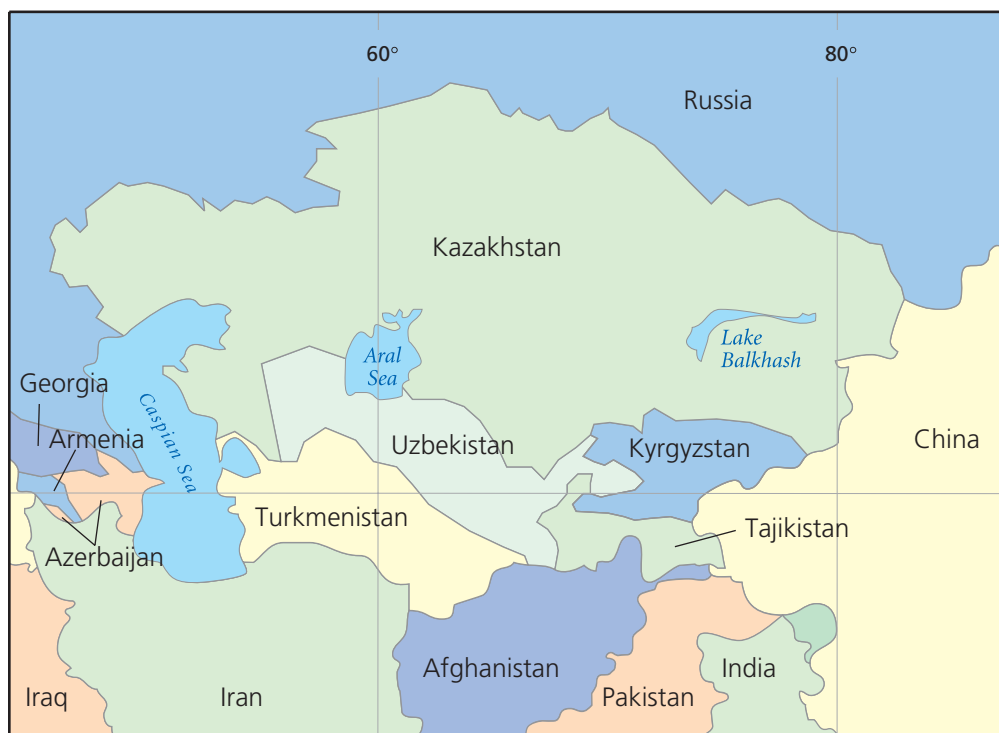 60°
80°
Russia
Kazakhstan
Aral
Sea
Lake
Balkhash
Georgia
Caspian Sea
Armenia
Uzbekistan
Kyrgyzstan
China
Turkmenistan
Tajikistan
Azerbaijan
Afghanistan
India
Iraq
Iran
Pakistan